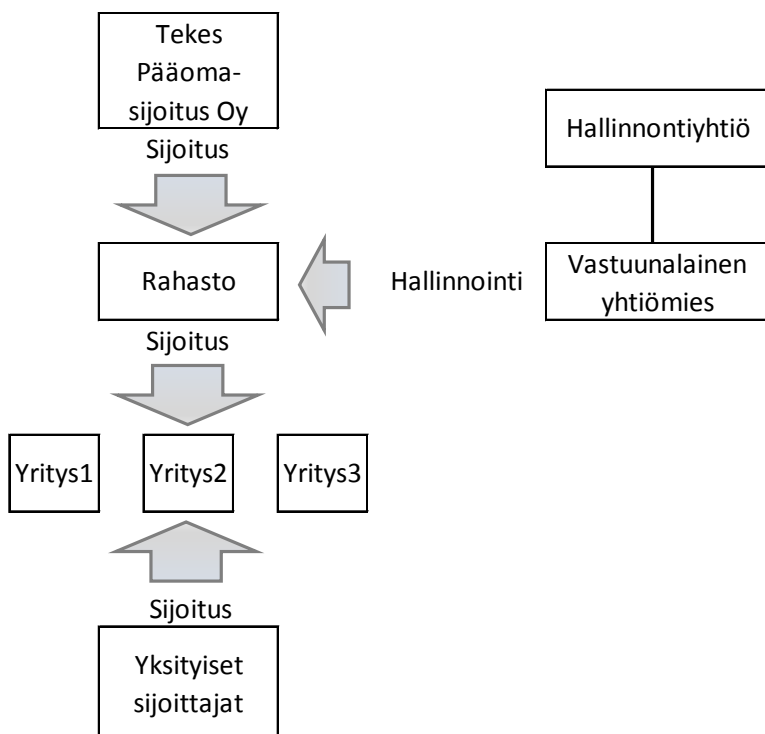 Tekes
Pääoma-
sijoitus Oy
Sijoitus
Hallinnontiyhtiö
Rahasto
Hallinnointi
Vastuunalainen
yhtiömies
Sijoitus
Yritys1
Yritys2
Yritys3
Sijoitus
Yksityiset
sijoittajat